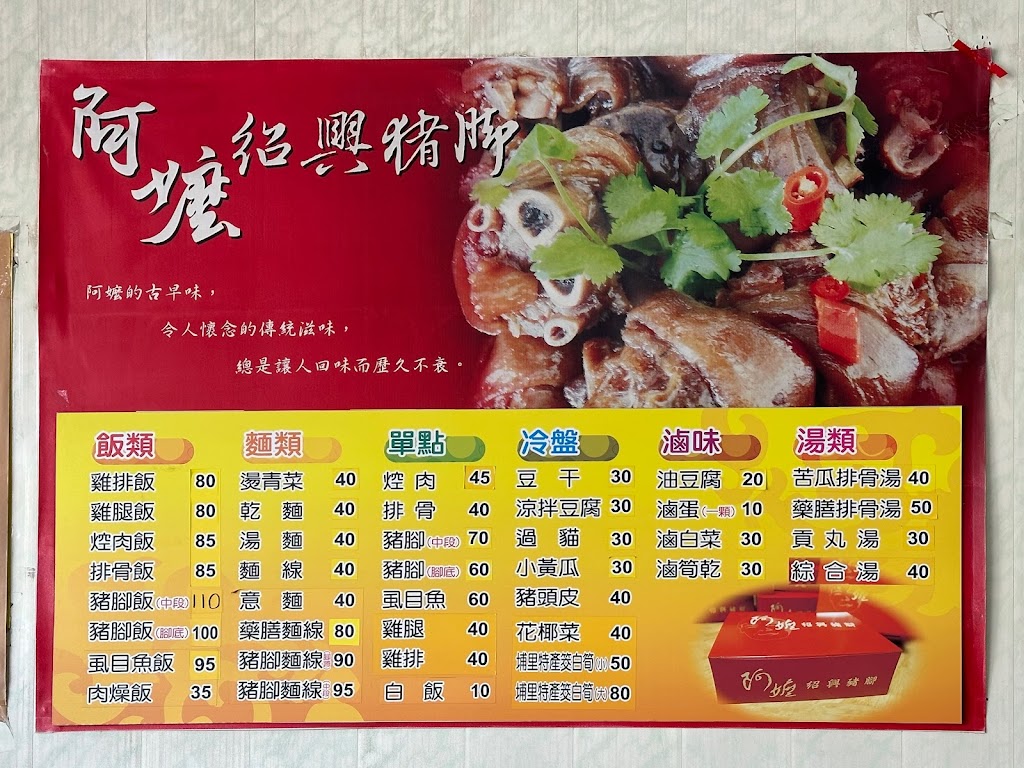 阿嬤紹興豬腳
阿嬤的古早味，
令人懷念的傳統滋味，
總是讓人回味而歷久不衰。
飯類
雞排飯 80
雞腿飯 80
焢肉飯 85
排骨飯 85
豬腳飯(中段) 110
豬腳飯(腳底) 100
虱目魚飯 95
肉燥飯 35
麵類
燙青菜 40
乾麵 40
湯麵 40
麵線 40
意麵 40
藥膳麵線 80
豬腳麵線 90
豬腳麵線 95
單點
焢肉 45
排骨 40
豬腳(中段) 70
豬腳(腳底) 60
虱目魚 60
雞腿 40
雞排 40
白飯 10
冷盤
豆干 30
涼拌豆腐 30
過貓 30
小黃瓜 30
豬頭皮 40
花椰菜 40
埔里特產筊白筍(小) 50
埔里特產筊白筍(大) 80
滷味
油豆腐 20
滷蛋(一顆) 10
滷白菜 30
滷筍乾 30
湯類
苦瓜排骨湯 40
藥膳排骨湯 50
貢丸湯 30
綜合湯 40
阿嬤紹興豬腳
阿嬤紹興豬腳